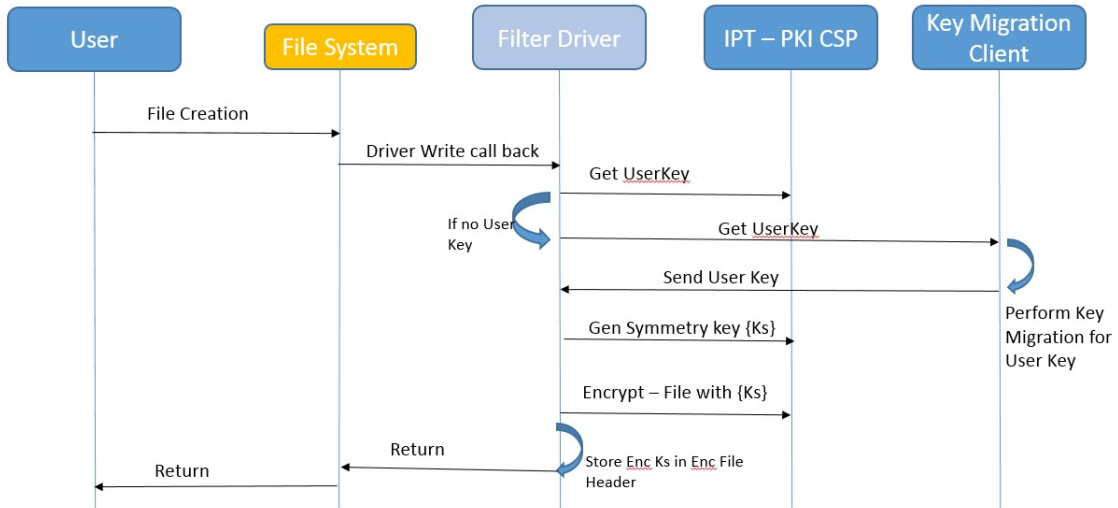 User
File System
Filter Driver
IPT – PKI CSP
Key Migration
Client
File Creation
Driver Write call back
Get UserKey
If no User
Key
Get UserKey
Send User Key
Perform Key
Migration for
User Key
Gen Symmetry key {Ks}
Encrypt – File with {Ks}
Store Enc Ks in Enc File
Header
Return
Return